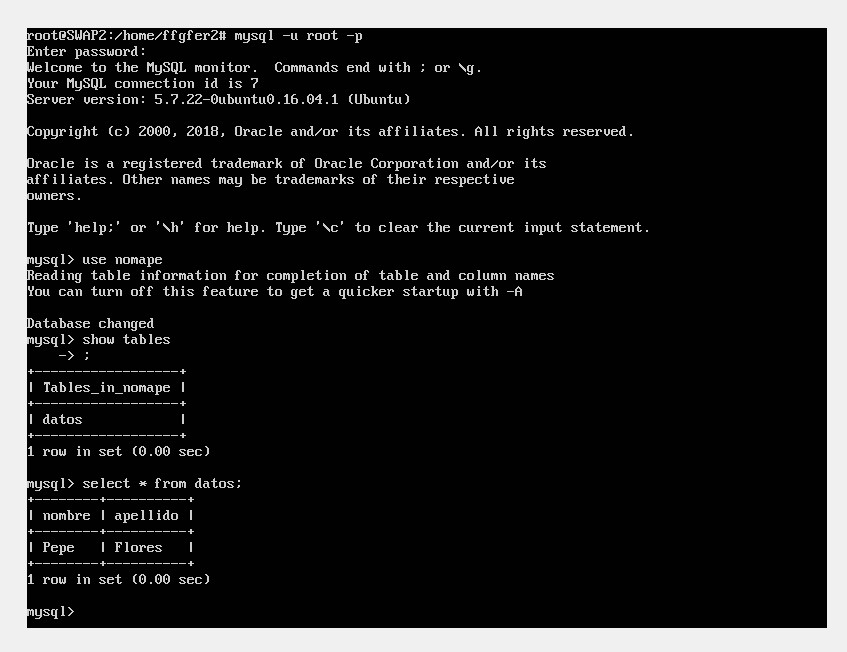 root@SWAP2:/home/ffgfer2# mysql -u root -p
Enter password:
Welcome to the MySQL monitor.  Commands end with ; or \g.
Your MySQL connection id is 7
Server version: 5.7.22-0ubuntu0.16.04.1 (Ubuntu)
Copyright (c) 2000, 2018, Oracle and/or its affiliates. All rights reserved.
Oracle is a registered trademark of Oracle Corporation and/or its
affiliates. Other names may be trademarks of their respective
owners.
Type 'help;' or '\h' for help. Type '\c' to clear the current input statement.
mysql> use nomape
Reading table information for completion of table and column names
You can turn off this feature to get a quicker startup with -A
Database changed
mysql> show tables
    -> ;
+------------------+
| Tables_in_nomape |
+------------------+
| datos            |
+------------------+
1 row in set (0.00 sec)
mysql> select * from datos;
+--------+----------+
| nombre | apellido |
+--------+----------+
| Pepe   | Flores   |
+--------+----------+
1 row in set (0.00 sec)
mysql>